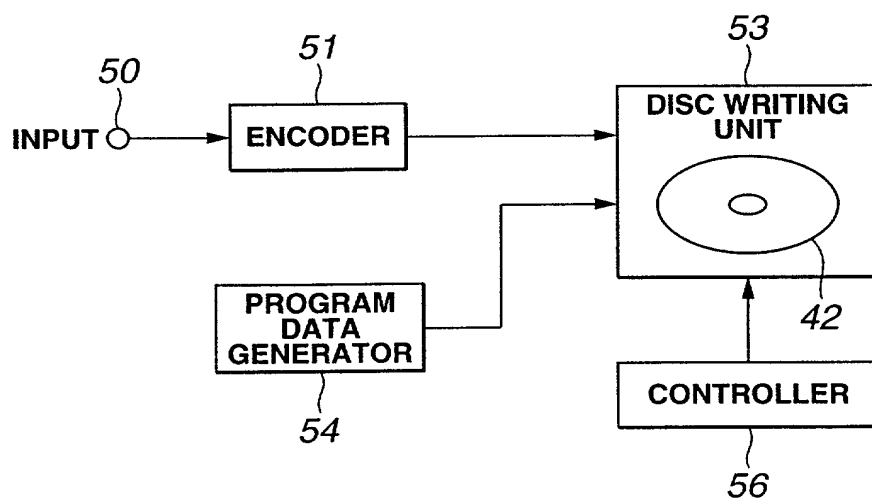 51
53
50
DISC WRITING
UNIT
INPUT
ENCODER
PROGRAM
DATA
GENERATOR
42
CONTROLLER
54
56